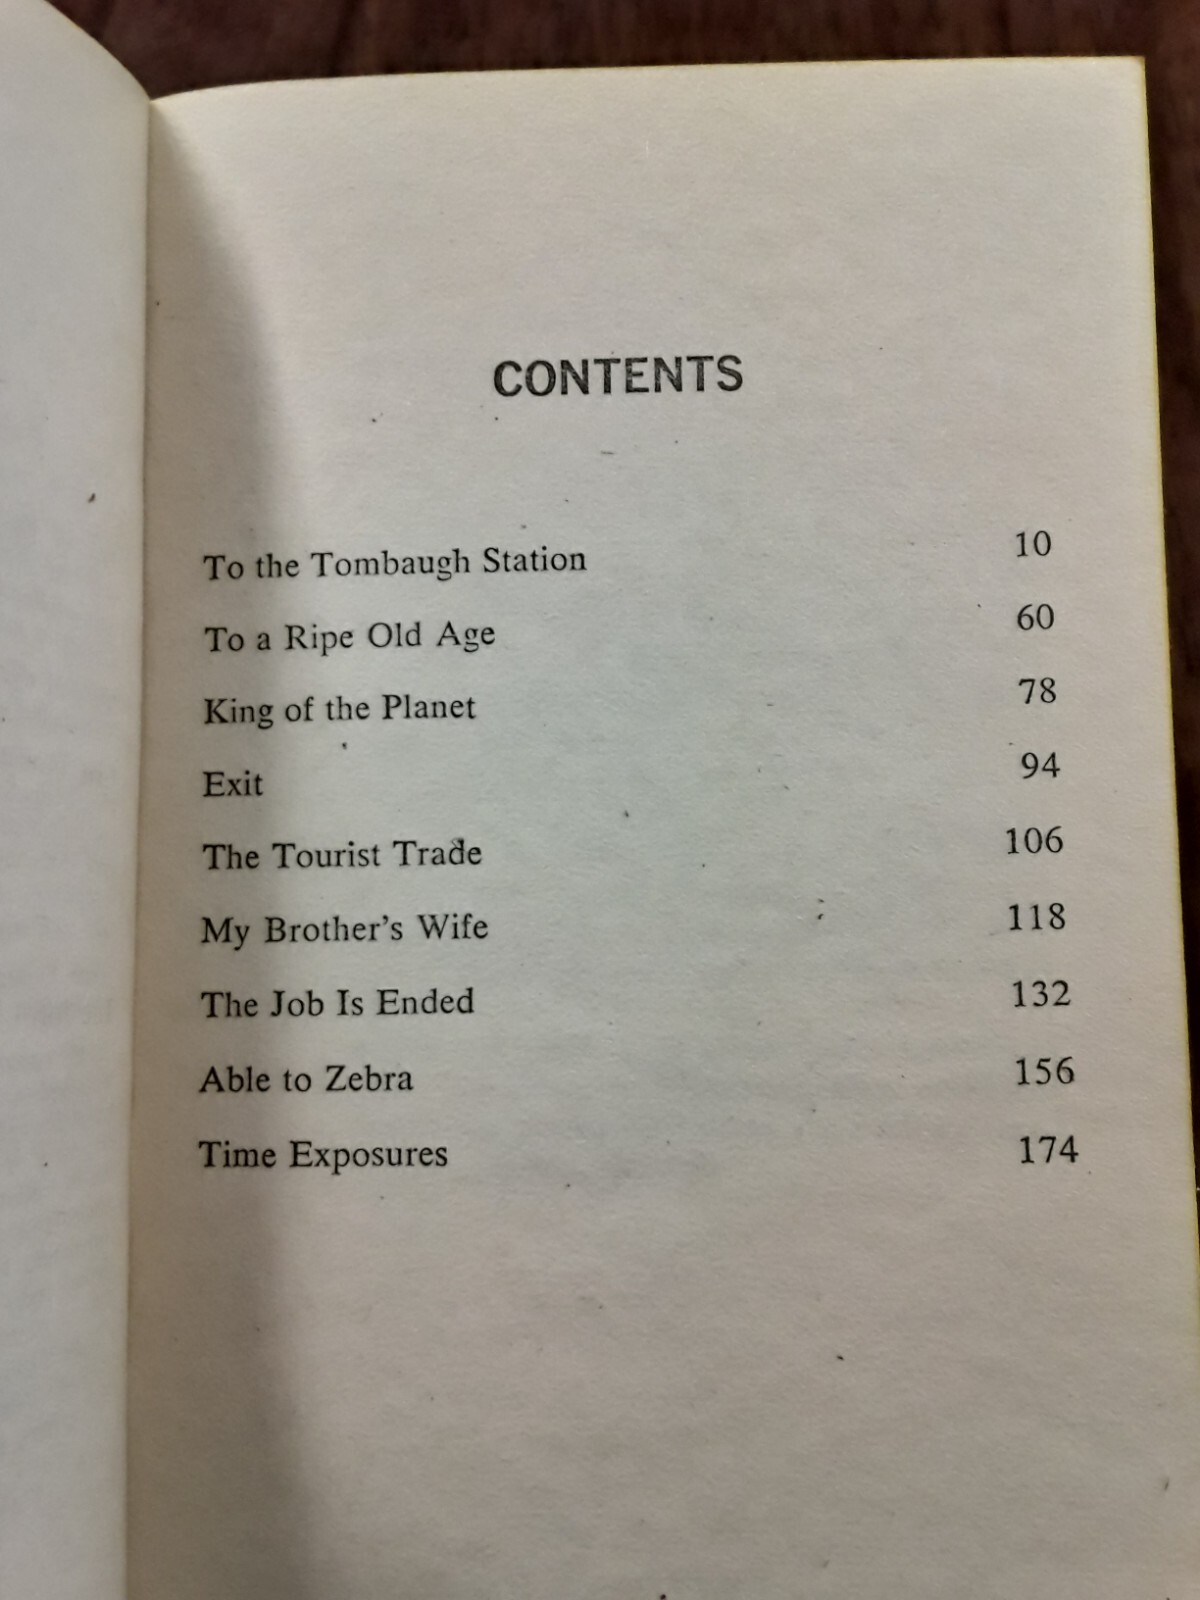 CONTENTS
To the Tombaugh Station 10
To a Ripe Old Age 60
King of the Planet 78
Exit 94
The Tourist Trade 106
My Brother's Wife 118
The Job Is Ended 132
Able to Zebra 156
Time Exposures 174